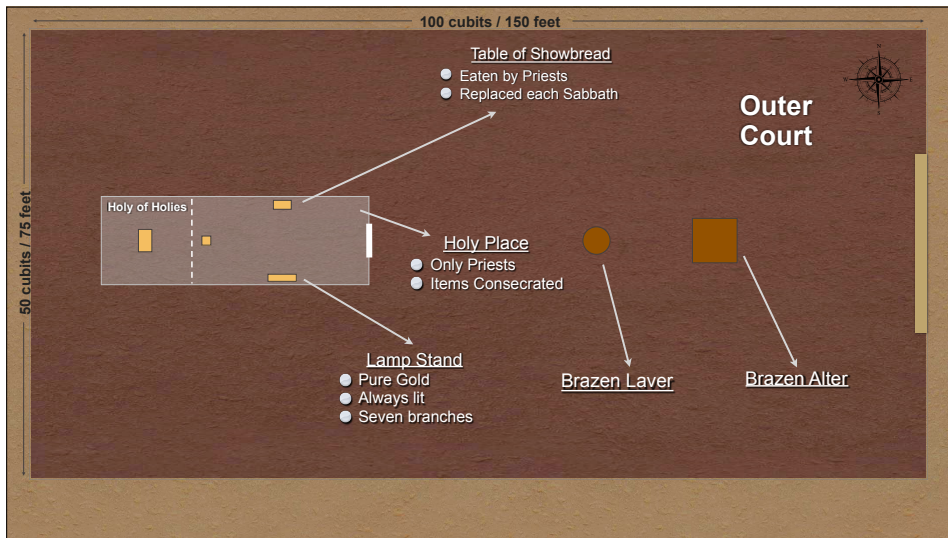 100 cubits / 150 feet
Table of Showbread
Eaten by Priests
Replaced each Sabbath
N
W
E
S
Outer
Court
50 cubits / 75 feet
Holy of Holies
Holy Place
Only Priests
Items Consecrated
Lamp Stand
Pure Gold
Always lit
Seven branches
Brazen Laver
Brazen Alter